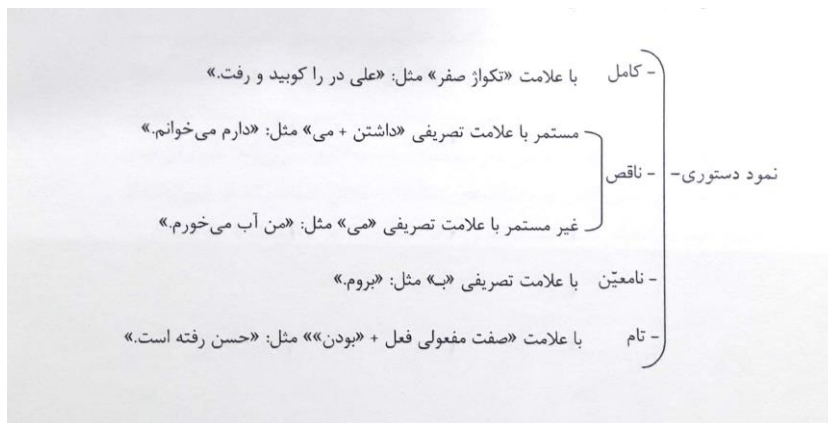 - کامل با علامت «تکواژ صفر» مثل: «علی در را کوبید و رفت.»
مستمر با علامت تصریفی «داشتن + می» مثل: «دارم می‌خوانم.»
نمود دستوری- - ناقص
غیر مستمر با علامت تصریفی «می» مثل: «من آب می‌خورم.»
- نامعیّن با علامت تصریفی «بـ» مثل: «بروم.»
- تام با علامت «صفت مفعولی فعل + «بودن»» مثل: «حسن رفته است.»